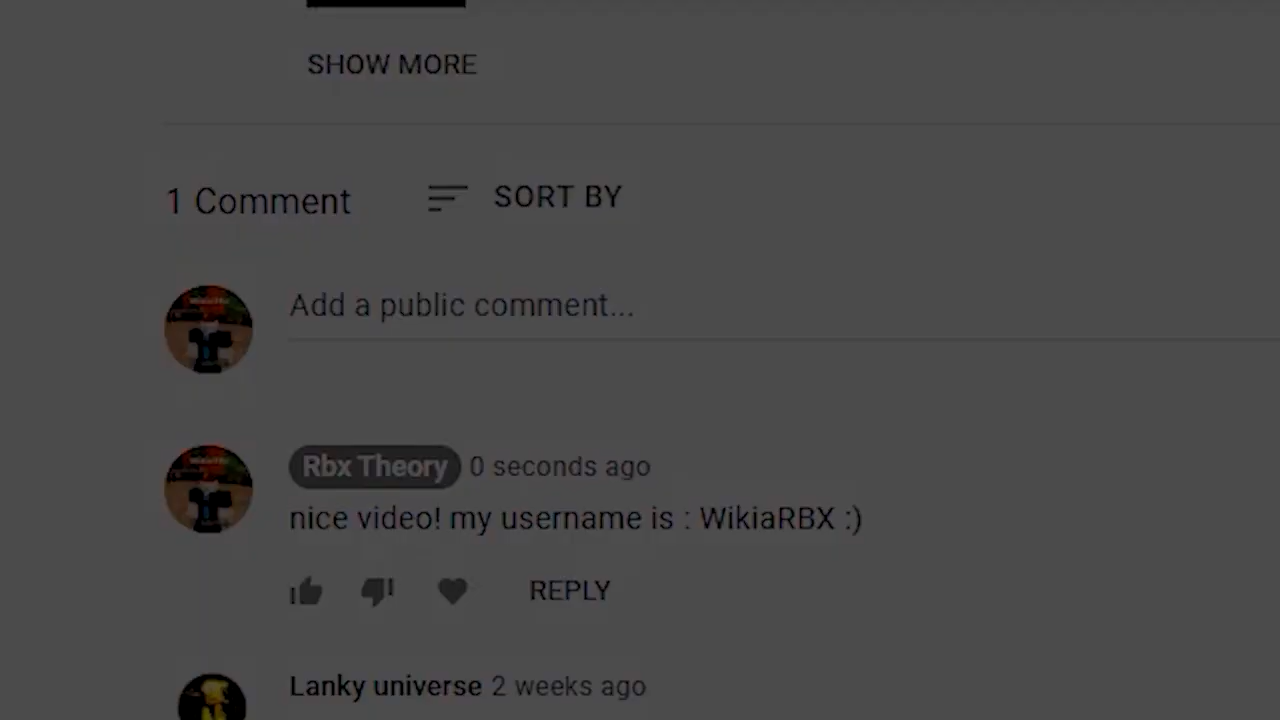 SHOW MORE
1 Comment
SORT BY
Add a public comment...
Rbx Theory 0 seconds ago
nice video! my username is : WikiaRBX :)
REPLY
Lanky universe 2 weeks ago